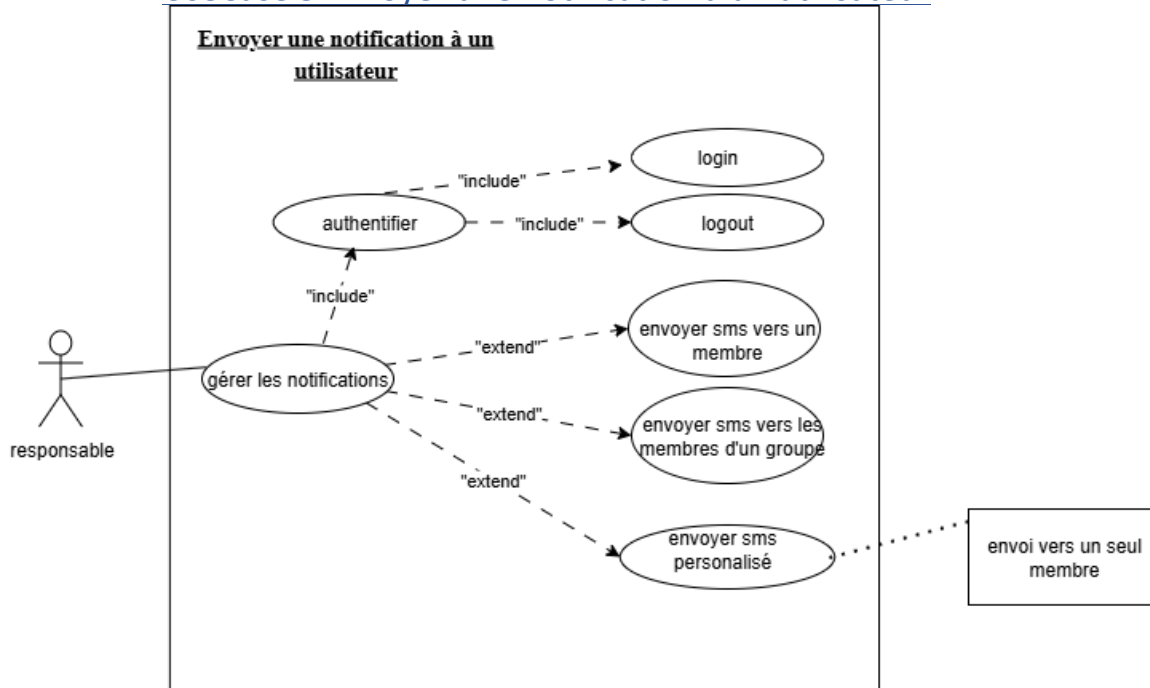 Envoyer une notification à un
utilisateur
login
"include"
authentifier
"include"
logout
"include"
envoyer sms vers un
membre
"extend"
gérer les notifications
envoyer sms vers les
membres d'un groupe
"extend"
responsable
"extend"
envoyer sms
personalisé
envoi vers un seul
membre